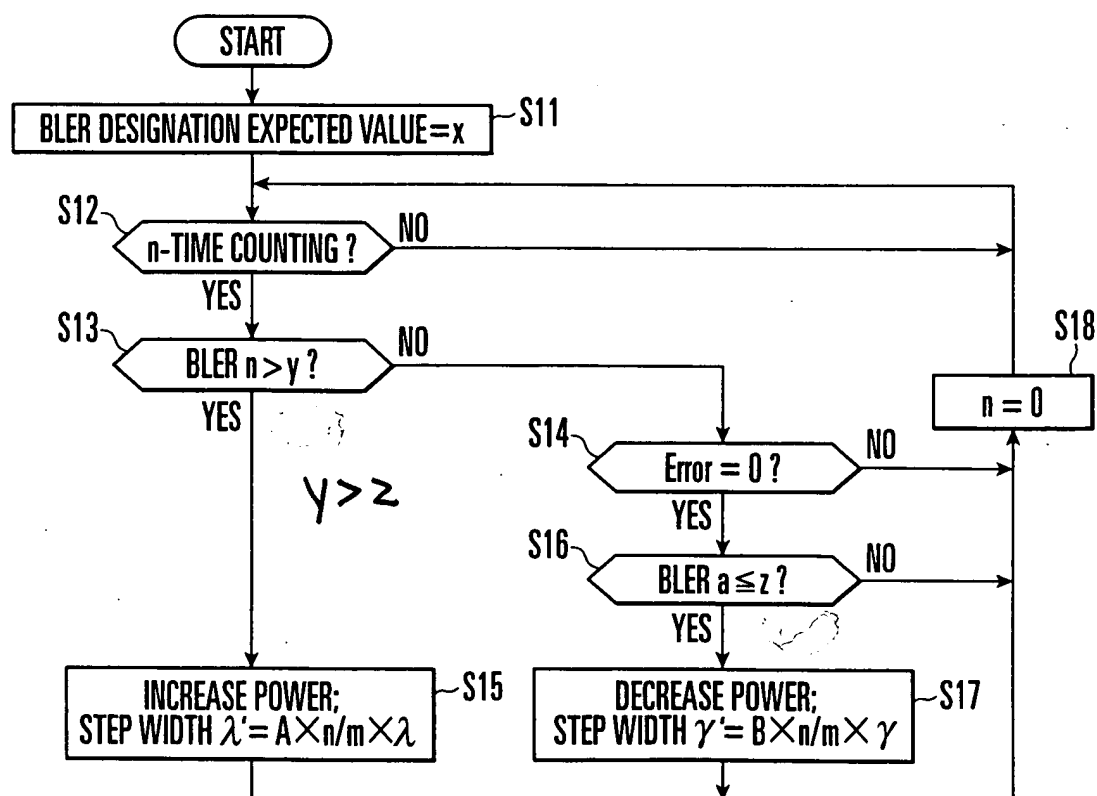 START
BLER DESIGNATION EXPECTED VALUE=x
S11
S12
n-TIME COUNTING ?
NO
YES
S13
BLER n > y ?
NO
YES
S18
n = 0
S14
Error = 0 ?
NO
YES
y>z
S16
BLER a ≦ z ?
NO
YES
INCREASE POWER;
STEP WIDTH λ'= A×n/m×λ
S15
DECREASE POWER;
STEP WIDTH γ'= B×n/m×γ
S17